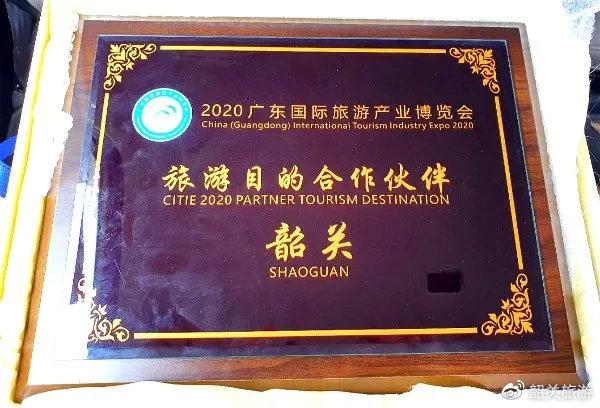 2020广东国际旅游产业博览会
China (Guangdong) International Tourism Industry Expo 2020
旅游目的合作伙伴
CITIE 2020 PARTNER TOURISM DESTINATION
韶关
SHAOGUAN
@韶关旅游